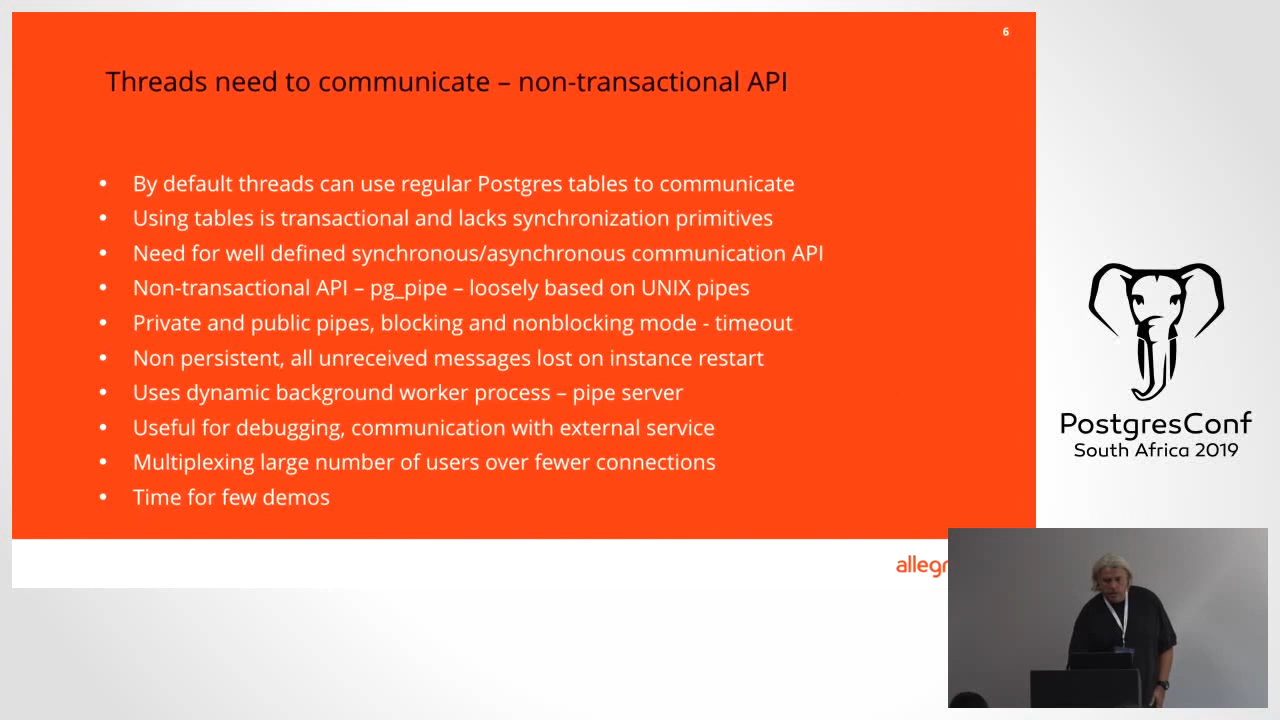 6
Threads need to communicate – non-transactional API
• By default threads can use regular Postgres tables to communicate
• Using tables is transactional and lacks synchronization primitives
• Need for well defined synchronous/asynchronous communication API
• Non-transactional API – pg_pipe – loosely based on UNIX pipes
• Private and public pipes, blocking and nonblocking mode - timeout
• Non persistent, all unreceived messages lost on instance restart
• Uses dynamic background worker process – pipe server
• Useful for debugging, communication with external service
• Multiplexing large number of users over fewer connections
• Time for few demos
PostgresConf
South Africa 2019